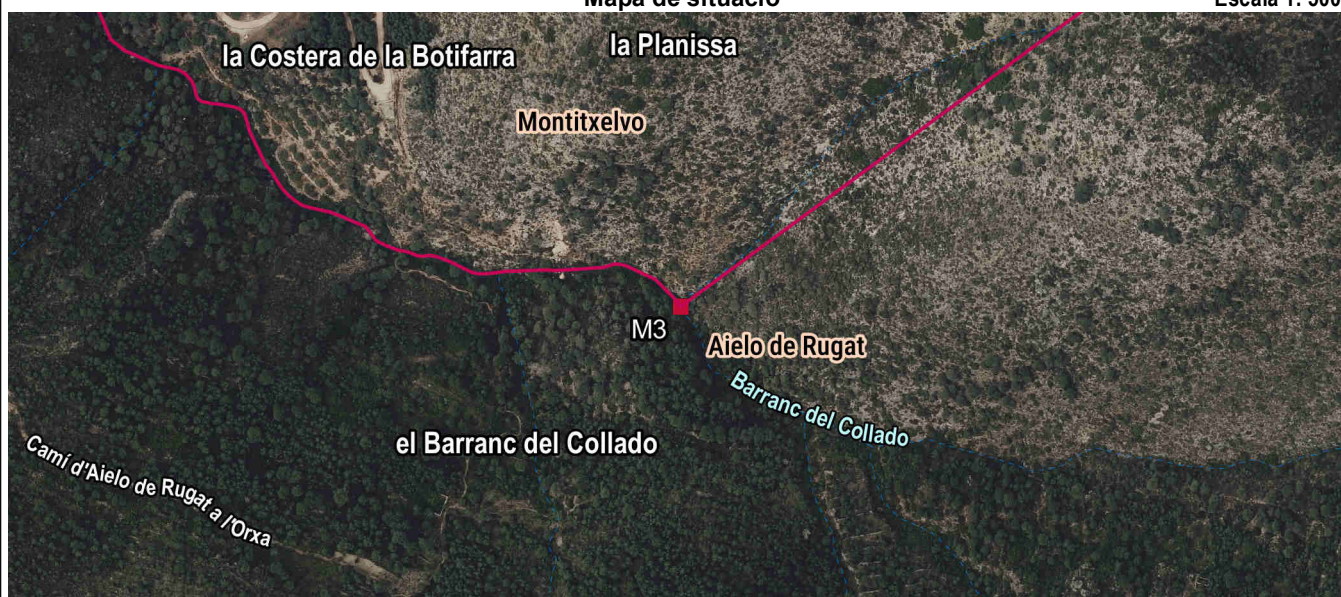 Mapa de situació
Escala 1: 500
la Costera de la Botifarra
la Planissa
Montitxelvo
M3
Aielo de Rugat
Barranc del Collado
el Barranc del Collado
Camí d'Aielo de Rugat a l'Orxa